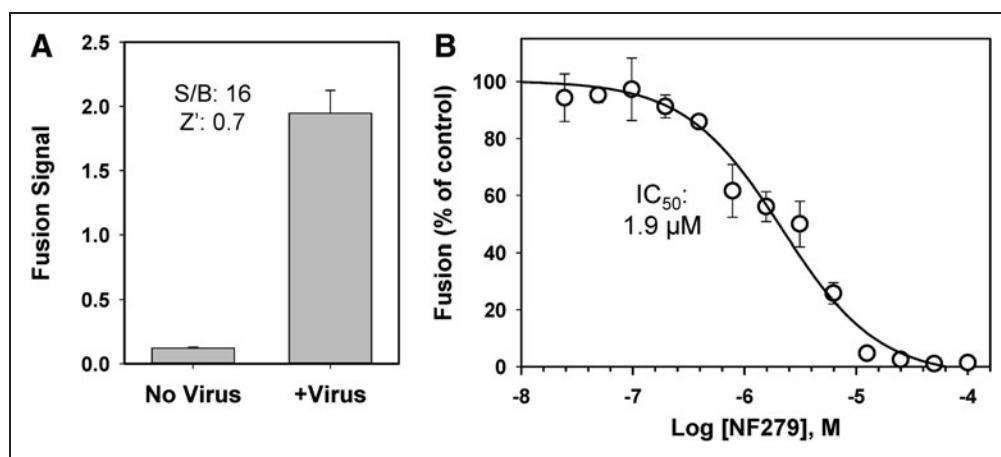 A
2.5
2.0
1.5
1.0
0.5
0.0
Fusion Signal
S/B: 16
Z': 0.7
No Virus
+Virus
B
100
80
60
40
20
0
Fusion (% of control)
IC50:
1.9 µM
-8
-7
-6
-5
-4
Log [NF279], M